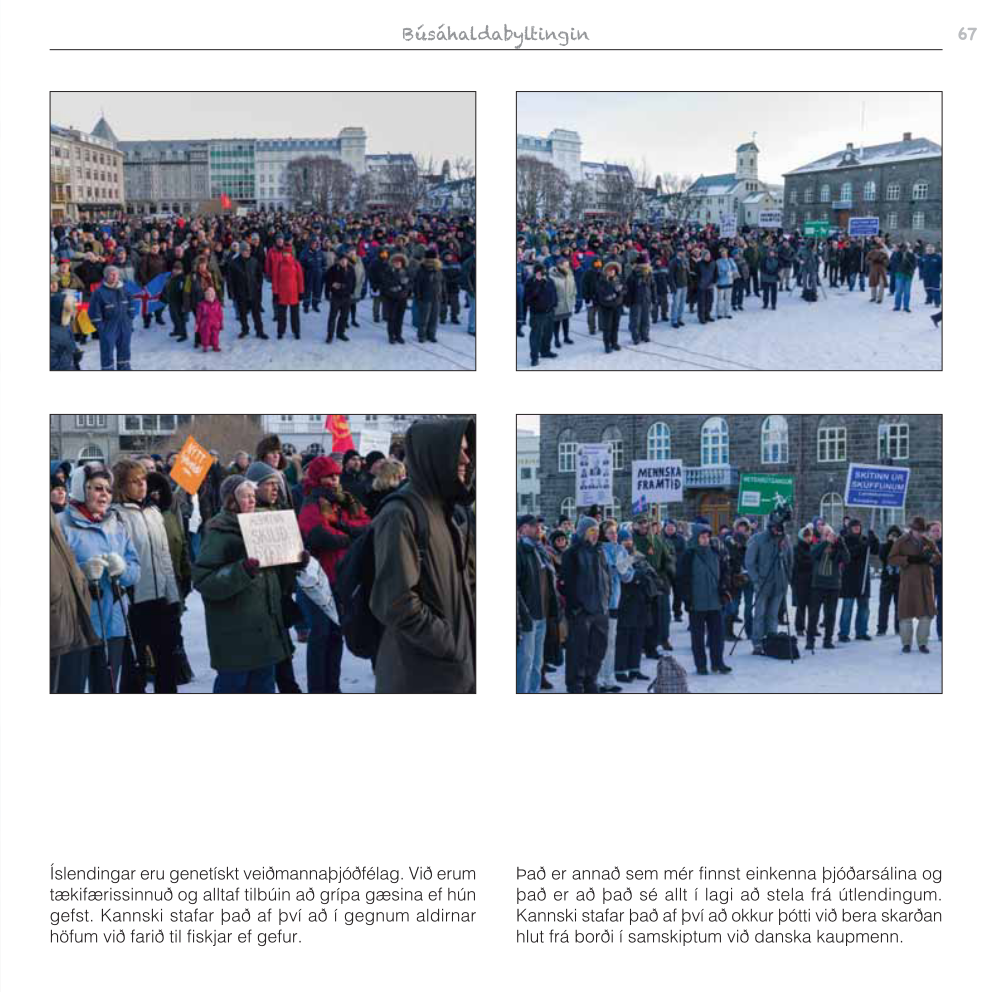 Búsáhaldabyltingin
67
NÝTT
SKILIÐ
MENNSKA
FRAMTÍÐ
NEYÐARÚTGANGUR
SKÍTINN ÚR
SKÚFFUNUM
Íslendingar eru genetískt veiðmannaþjóðfélag. Við erum
tækifærissinnuð og alltaf tilbúin að grípa gæsina ef hún
gefst. Kannski stafar það af því að í gegnum aldirnar
höfum við farið til fiskjar ef gefur.
Það er annað sem mér finnst einkenna þjóðarsálina og
það er að það sé allt í lagi að stela frá útlendingum.
Kannski stafar það af því að okkur þótti við bera skarðan
hlut frá borði í samskiptum við danska kaupmenn.